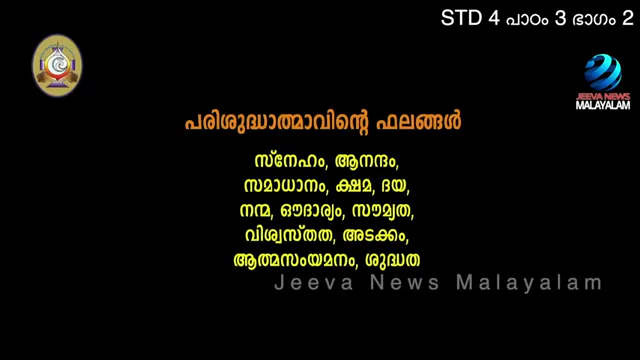 STD 4 പാഠം 3 ഭാഗം 2
JEEVA NEWS
MALAYALAM
പരിശുദ്ധാത്മാവിന്റെ ഫലങ്ങൾ
സ്നേഹം, ആനന്ദം,
സമാധാനം, ക്ഷമ, ദയ,
നന്മ, ഔദാര്യം, സൗമ്യത,
വിശ്വസ്തത, അടക്കം,
ആത്മസംയമനം, ശുദ്ധത
Jeeva News Malayalam